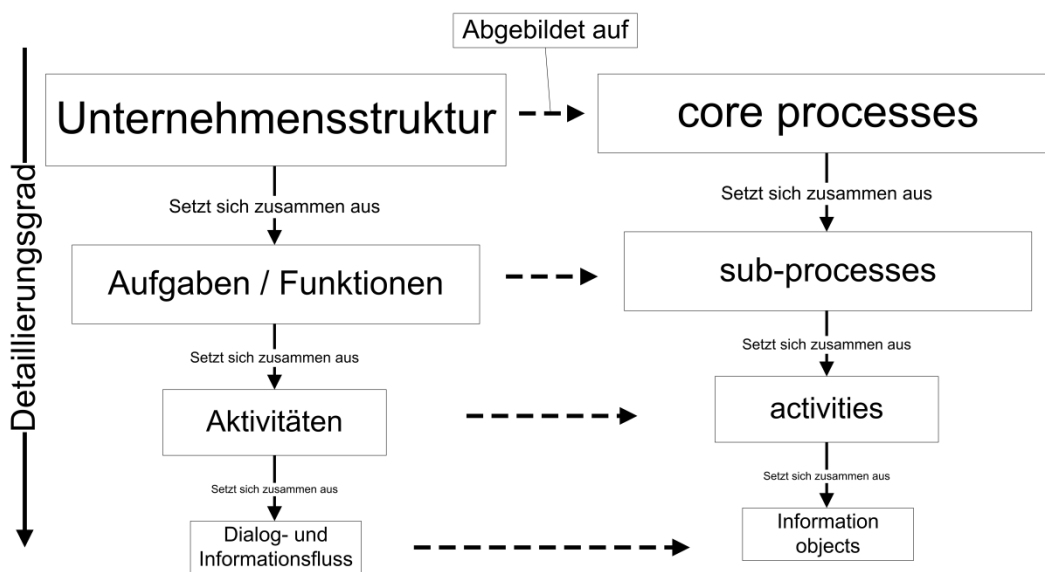 Abgebildet auf
Unternehmensstruktur
core processes
Setzt sich zusammen aus
Setzt sich zusammen aus
Aufgaben / Funktionen
sub-processes
Setzt sich zusammen aus
Setzt sich zusammen aus
Aktivitäten
activities
Setzt sich zusammen aus
Setzt sich zusammen aus
Dialog- und
Informationsfluss
Information
objects
Detaillierungsgrad